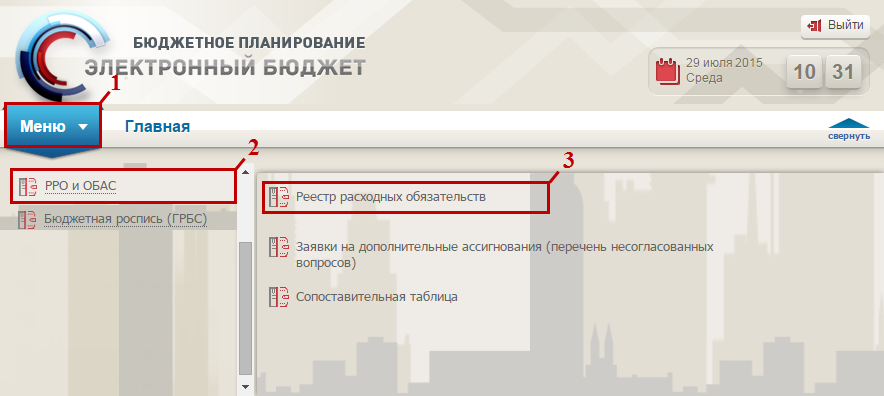 БЮДЖЕТНОЕ ПЛАНИРОВАНИЕ
ЭЛЕКТРОННЫЙ БЮДЖЕТ
Выйти
29 июля 2015
Среда
10 31
1
Меню
Главная
свернуть
2
3
РРО и ОБАС
Бюджетная роспись (ГРБС)
Реестр расходных обязательств
Заявки на дополнительные ассигнования (перечень несогласованных
вопросов)
Сопоставительная таблица